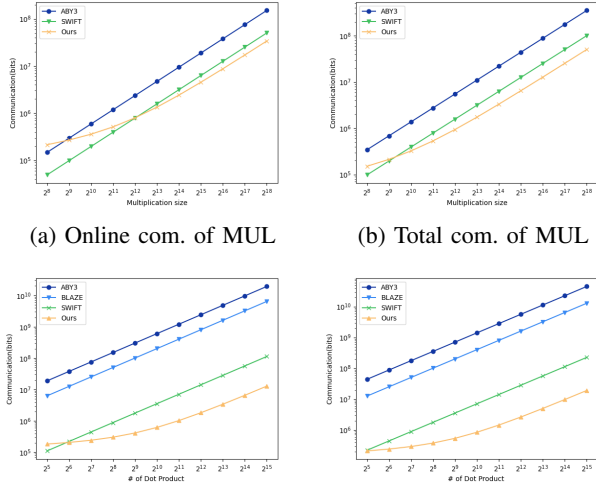 ABY3
SWIFT
Ours
Communication(bits)
10^8
10^7
10^6
10^5
2^8 2^9 2^10 2^11 2^12 2^13 2^14 2^15 2^16 2^17 2^18
Multiplication size
(a) Online com. of MUL
ABY3
SWIFT
Ours
Communication(bits)
10^8
10^7
10^6
10^5
2^8 2^9 2^10 2^11 2^12 2^13 2^14 2^15 2^16 2^17 2^18
Multiplication size
(b) Total com. of MUL
ABY3
BLAZE
SWIFT
Ours
Communication(bits)
10^10
10^9
10^8
10^7
10^6
10^5
2^5 2^6 2^7 2^8 2^9 2^10 2^11 2^12 2^13 2^14 2^15
# of Dot Product
ABY3
BLAZE
SWIFT
Ours
Communication(bits)
10^10
10^9
10^8
10^7
10^6
2^5 2^6 2^7 2^8 2^9 2^10 2^11 2^12 2^13 2^14 2^15
# of Dot Product